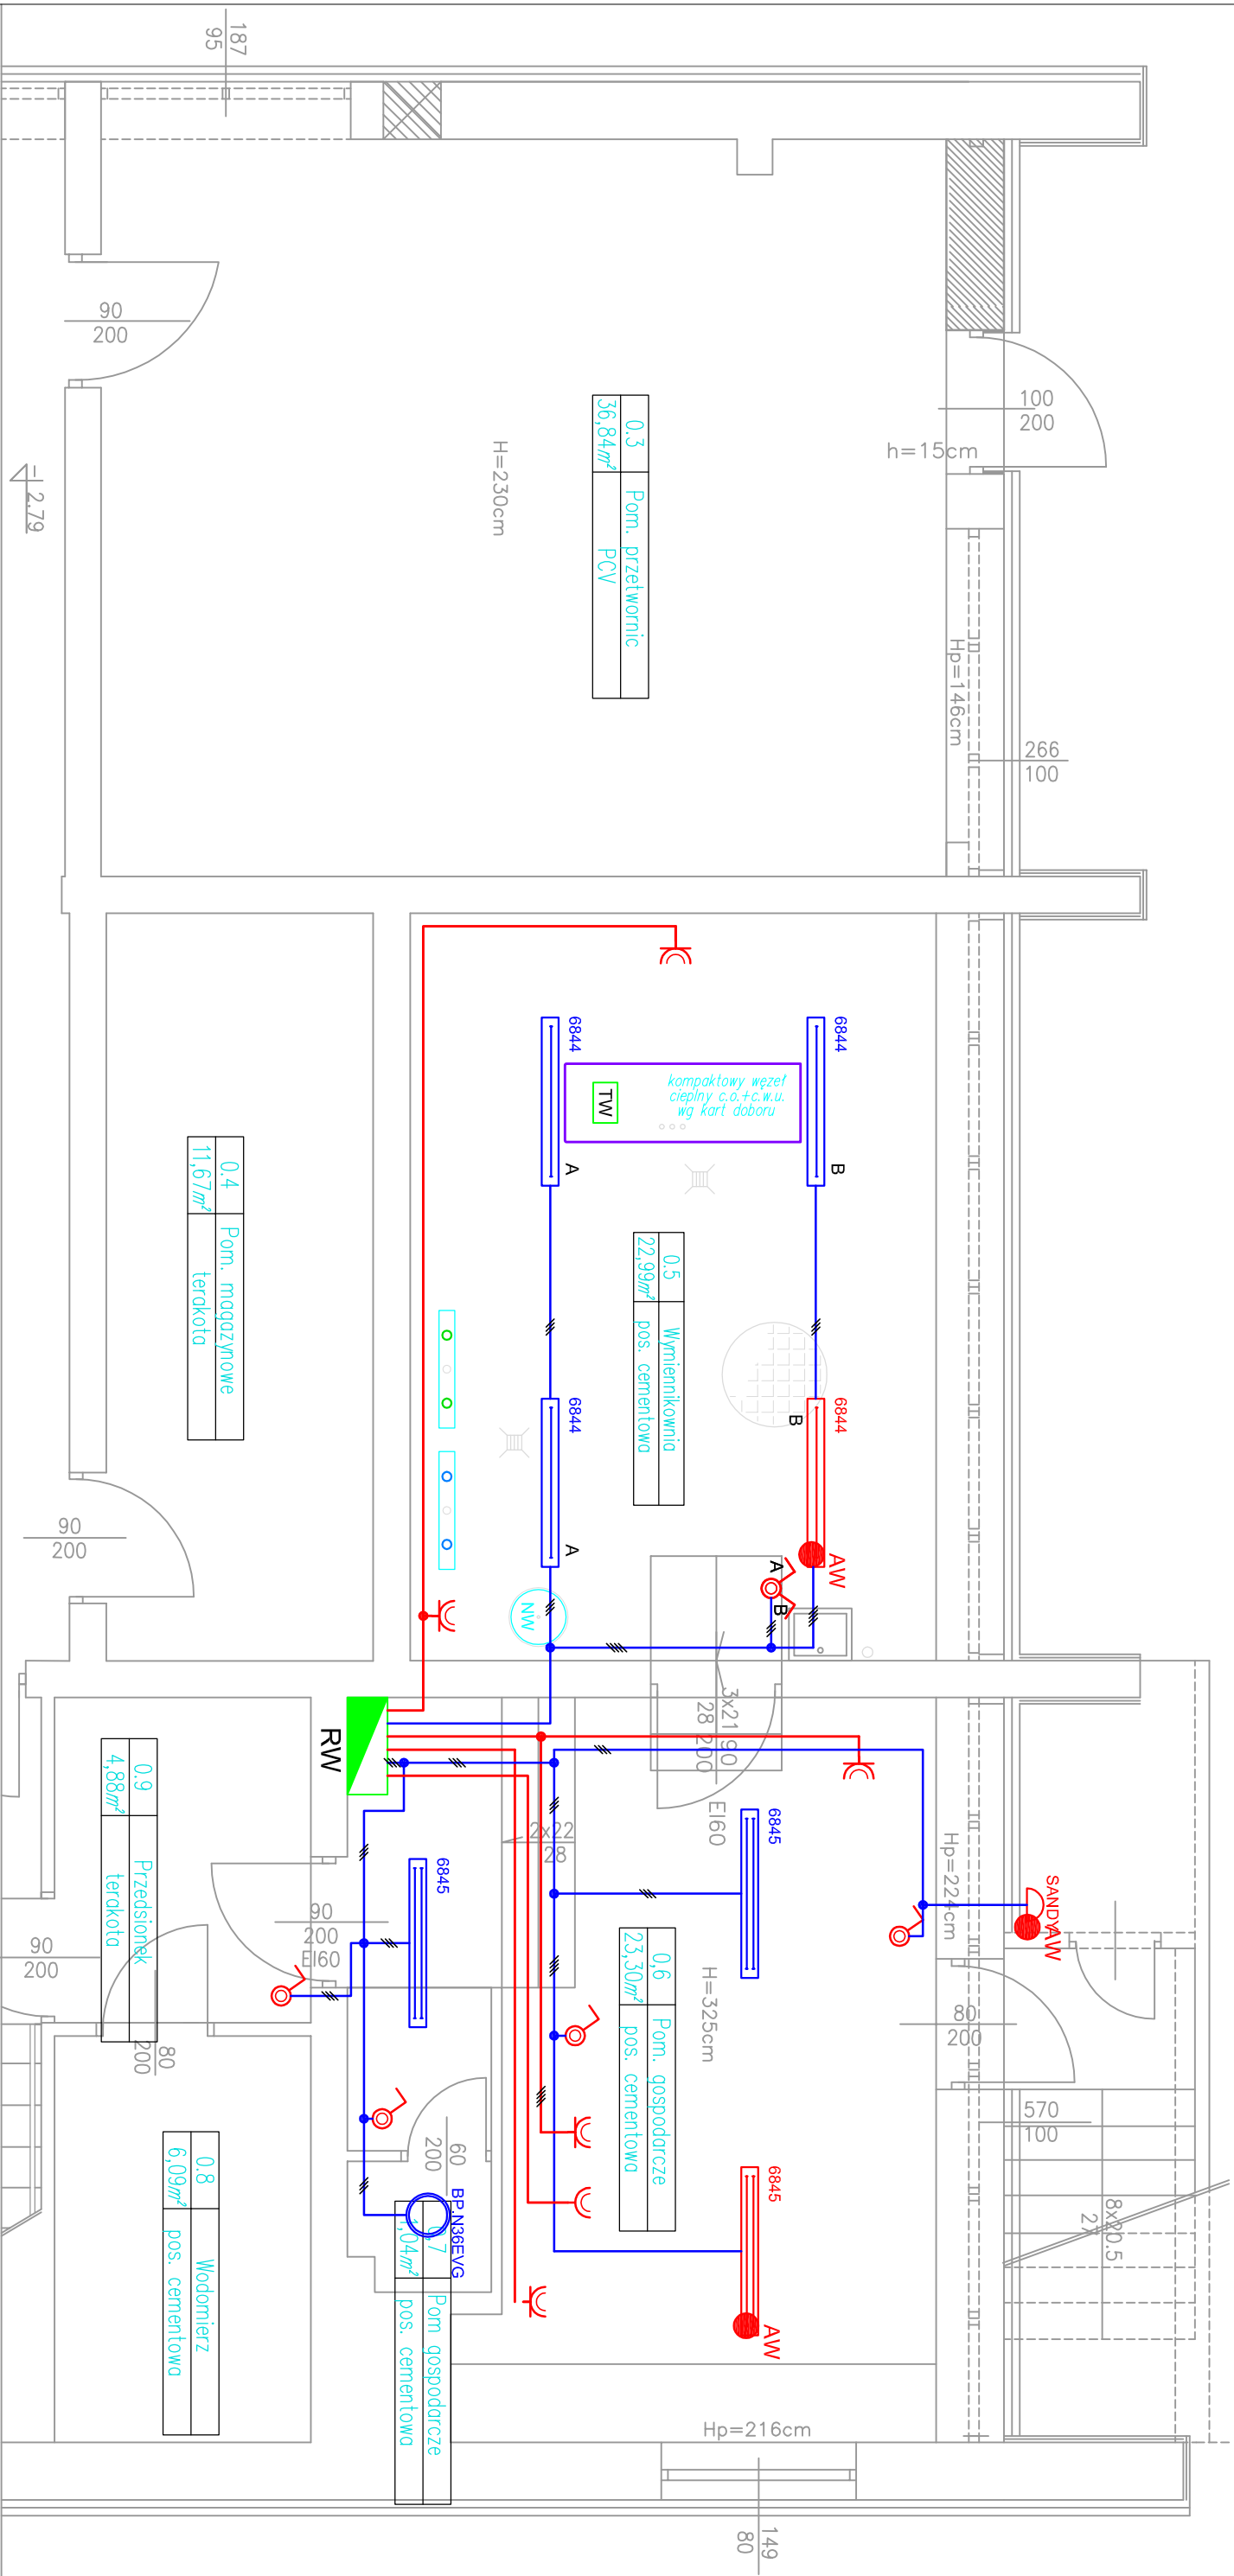 187
95
90
200
-2.79
0.3 Pom. przetwornic
36,84m² PCV
H=230cm
100
200
h=15cm
Hp=146cm
266
100
6844
6844
kompaktowy węzeł
cieplny c.o.+c.w.u.
wg kart doboru
TW
A
B
0.4 Pom. magazynowe
11,67m² terakota
0.5 Wymiennikownia
22,99m² pos. cementowa
6844
6844
B
AW
A
A
B
NW
90
200
3x21
28
90
200
EI60
RW
2x22
28
6845
6845
Hp=224cm
SANDY
AW
0.9 Przedsionek
4,88m² terakota
90
200
EI60
90
200
80
200
0,6 Pom. gospodarcze
23,30m² pos. cementowa
H=325cm
80
200
570
100
8x20.5
6845
AW
60
200
BP.N36EVG
0.7 Pom gospodarcze
1,04m² pos. cementowa
0.8 Wodomierz
6,09m² pos. cementowa
Hp=216cm
149
80